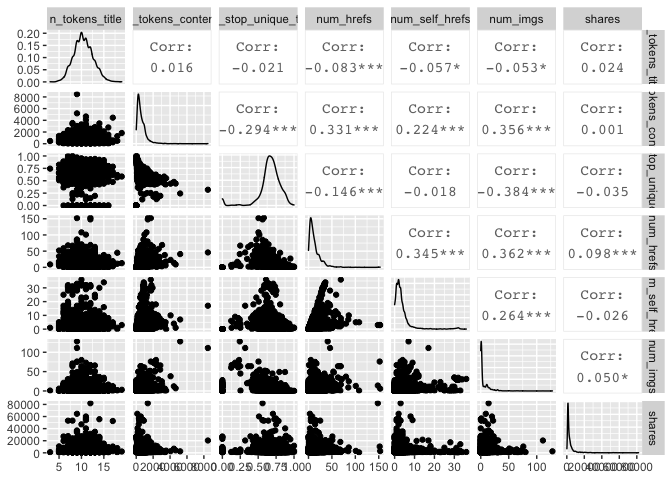 n_tokens_title _tokens_conten _stop_unique_t num_hrefs num_self_hrefs num_imgs shares
0.20
0.15
0.10
0.05
0.00
Corr: Corr: Corr: Corr: Corr: Corr:
0.016 -0.021 -0.083*** -0.057* -0.053* 0.024
_tokens_tit
8000
6000
4000
2000
0
Corr: Corr: Corr: Corr: Corr:
-0.294*** 0.331*** 0.224*** 0.356*** 0.001
_tokens_con
1.00
0.75
0.50
0.25
0.00
Corr: Corr: Corr: Corr:
-0.146*** -0.018 -0.384*** -0.035
top_unique
150
100
50
0
Corr: Corr: Corr:
0.345*** 0.362*** 0.098***
num_hrefs
30
20
10
0
Corr: Corr:
0.264*** -0.026
m_self_hr
100
50
0
Corr:
0.050*
num_imgs
80000
60000
40000
20000
0
shares
5 10 15 0 2000 4000 6000 8000 0.00 0.25 0.50 0.75 1.00 0 50 100 150 0 10 20 30 0 50 100 0 20000 40000 60000 80000